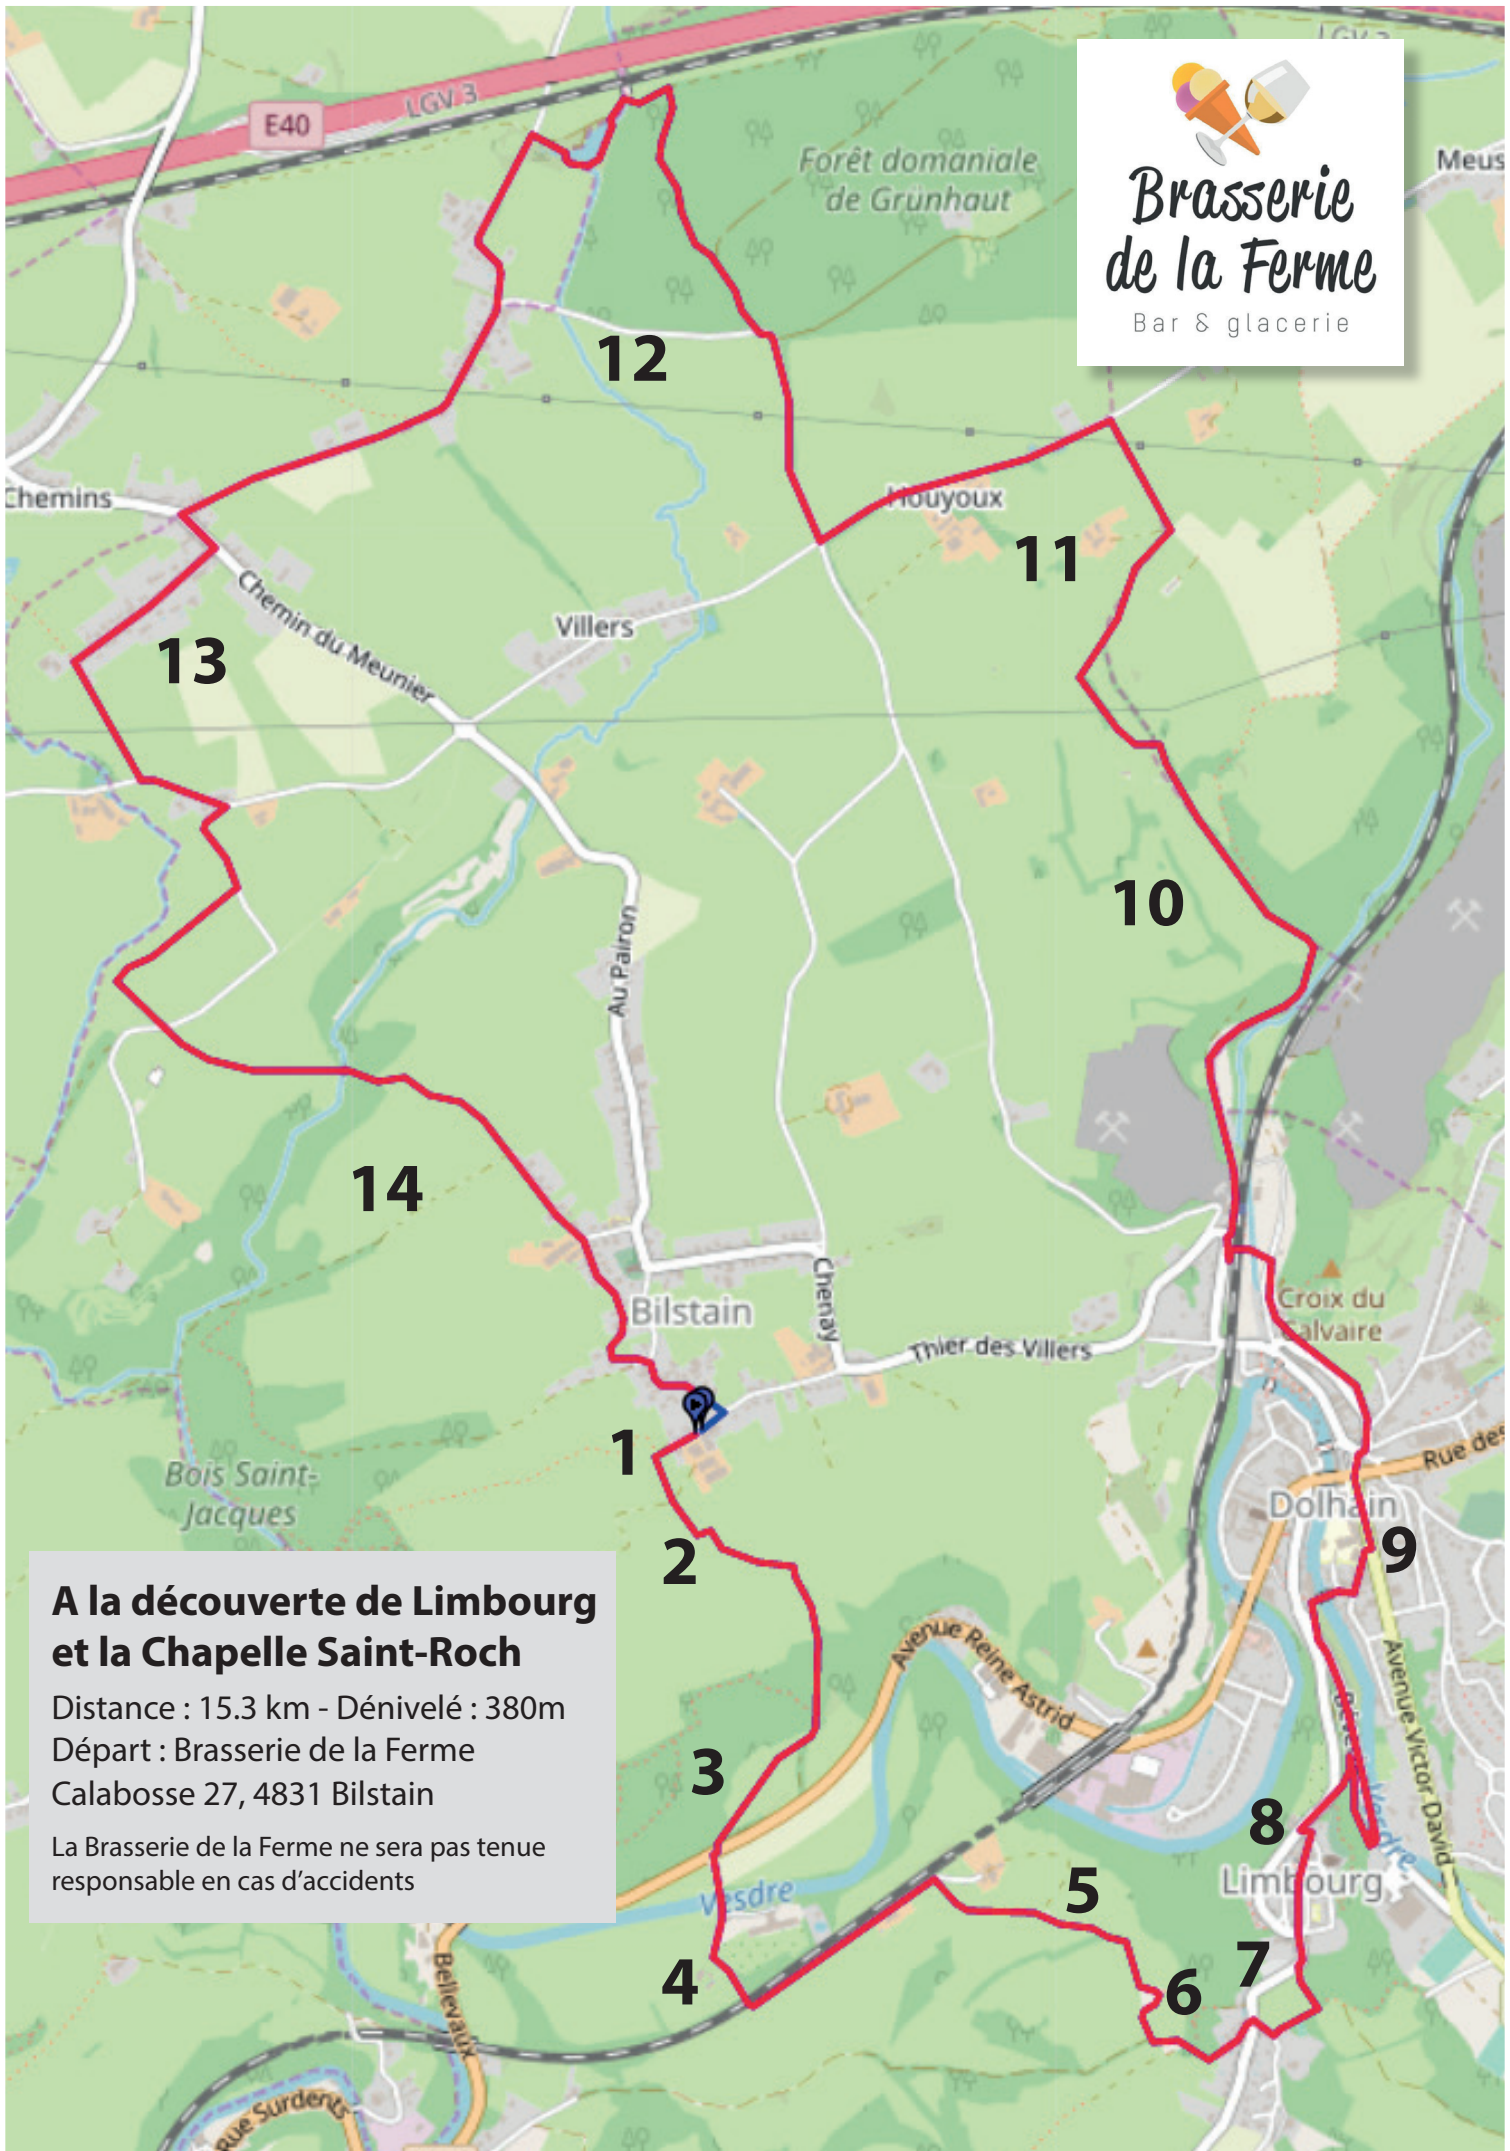 LGV 3
E40
LGV 3
Forêt domaniale
de Grünhaut
Meus
Brasserie
de la Ferme
Bar & glacerie
12
Chemins
Houyoux
11
Chemin du Meunier
Villers
13
10
Au Pairon
14
Bilstain
Chenay
Thier des Villers
Croix du
Calvaire
1
Bois Saint-
Jacques
Rue des
Dolhain
2
9
A la découverte de Limbourg
et la Chapelle Saint-Roch
Distance : 15.3 km - Dénivelé : 380m
Départ : Brasserie de la Ferme
Calabosse 27, 4831 Bilstain
La Brasserie de la Ferme ne sera pas tenue
responsable en cas d'accidents
Avenue Reine Astrid
Avenue Victor David
3
8
Vesdre
Limbourg
Vesdre
5
4
7
6
Bellevaux
Rue Surdents